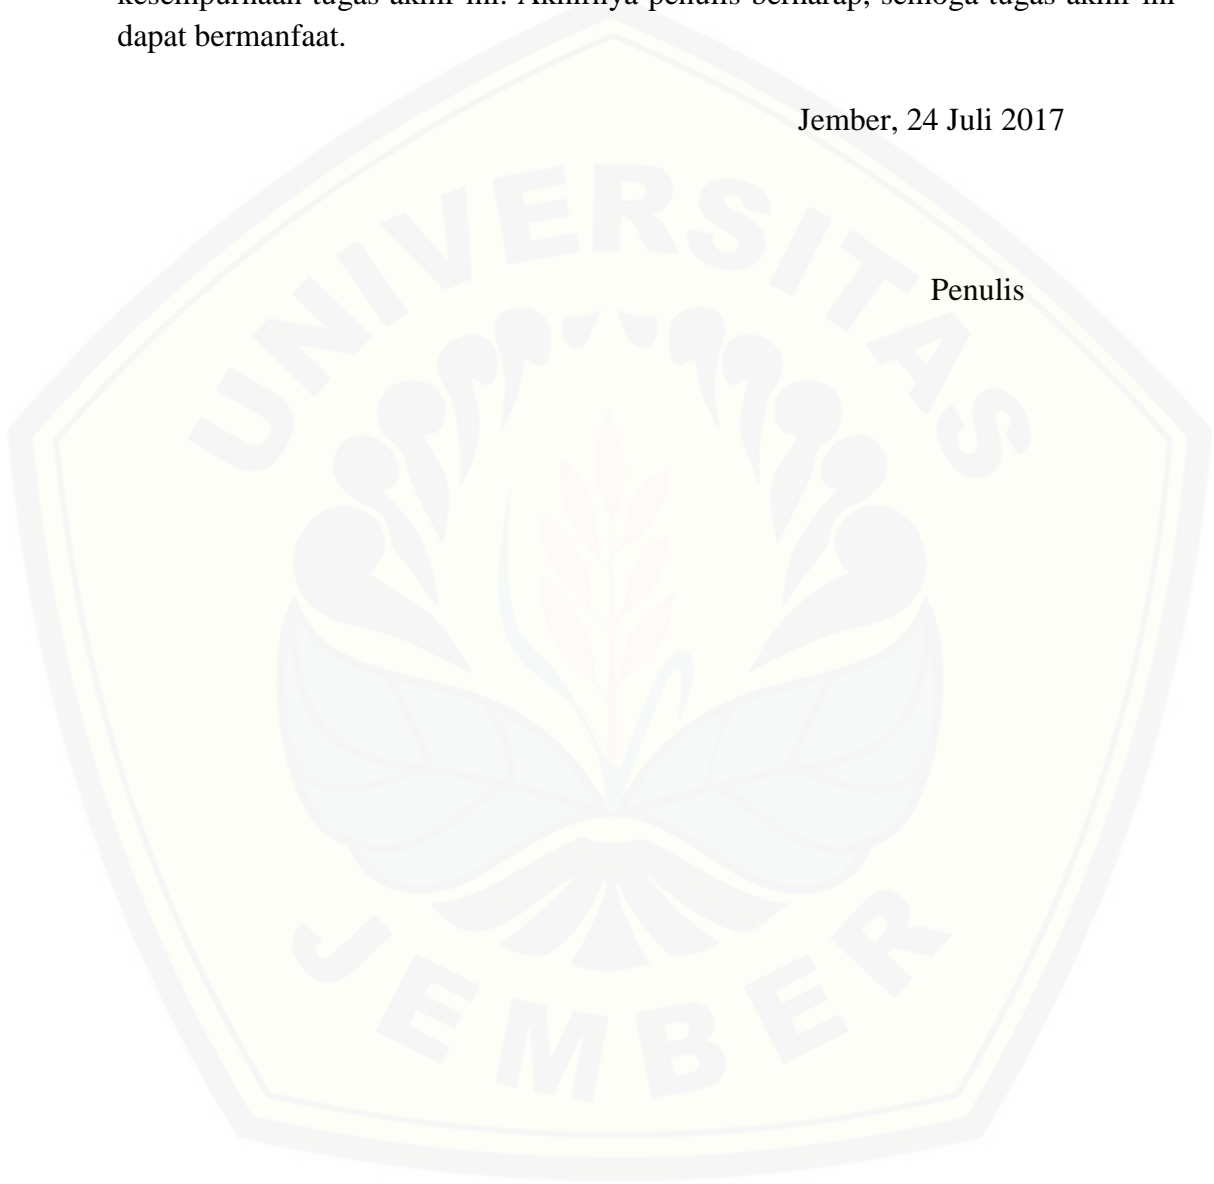 kesempurnaan tugas akhir ini. Akhirnya penulis berharap, semoga tugas akhir ini
dapat bermanfaat.
Jember, 24 Juli 2017
Penulis
UNIVERSITAS
JEMBER